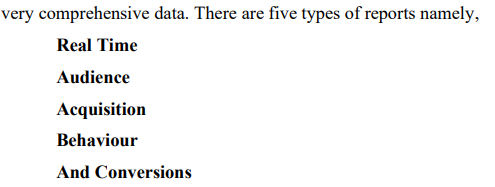 very comprehensive data. There are five types of reports namely,
Real Time
Audience
Acquisition
Behaviour
And Conversions